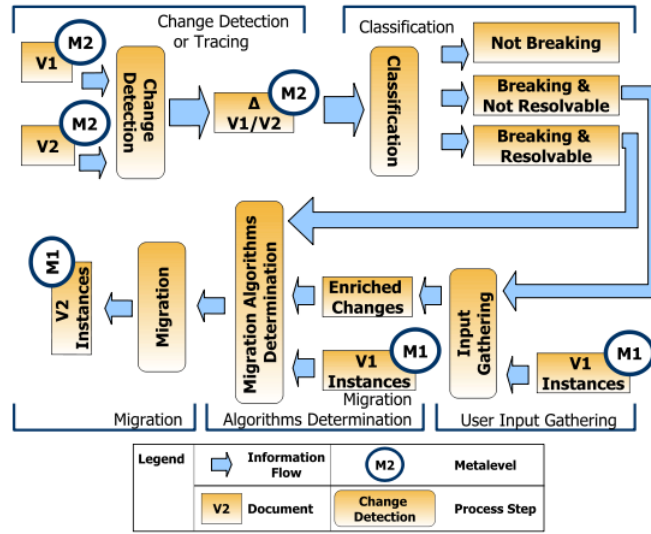 Change Detection
or Tracing
Classification
V1
M2
V2
M2
Change
Detection
Δ
V1/V2
M2
Classification
Not Breaking
Breaking &
Not Resolvable
Breaking &
Resolvable
M1
V2
Instances
Migration
Migration Algorithms
Determination
Enriched
Changes
V1
Instances
M1
Input
Gathering
V1
Instances
M1
Migration
Migration
Algorithms Determination
User Input Gathering
Legend
Information
Flow
M2
Metalevel
V2
Document
Change
Detection
Process Step